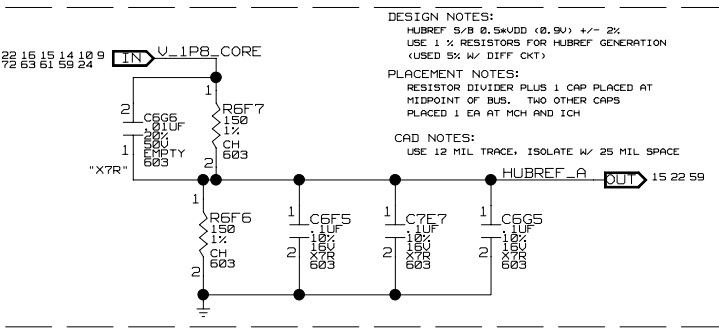 DESIGN NOTES:
HUBREF S/B 0.5*VDD (0.9V) +/- 2%
USE 1 % RESISTORS FOR HUBREF GENERATION
(USED 5% W/ DIFF CKT)
PLACEMENT NOTES:
RESISTOR DIVIDER PLUS 1 CAP PLACED AT
MIDPOINT OF BUS. TWO OTHER CAPS
PLACED 1 EA AT MCH AND ICH
CAD NOTES:
USE 12 MIL TRACE, ISOLATE W/ 25 MIL SPACE
22 16 15 14 10 9
72 63 61 59 24
IN
V_1P8_CORE
2
C6G6
.01UF
20%
50V
EMPTY
603
1
"X7R"
1
R6F7
150
1%
CH
603
2
HUBREF_A
OUT
15 22 59
1
R6F6
150
1%
CH
603
2
1
C6F5
.1UF
10%
16V
X7R
603
2
1
C7E7
.1UF
10%
16V
X7R
603
2
1
C6G5
.1UF
10%
16V
X7R
603
2